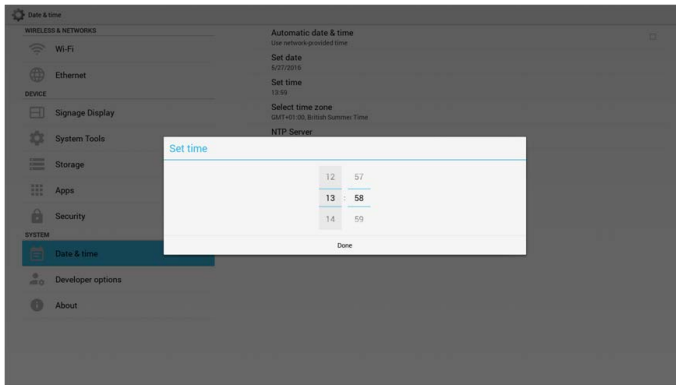 Date & time
WIRELESS & NETWORKS
Wi-Fi
Ethernet
DEVICE
Signage Display
System Tools
Storage
Apps
Security
SYSTEM
Date & time
Developer options
About
Automatic date & time
Use network-provided time
Set date
6/27/2016
Set time
13:59
Select time zone
GMT+01:00, British Summer Time
NTP Server
Set time
12 57
13 : 58
14 59
Done